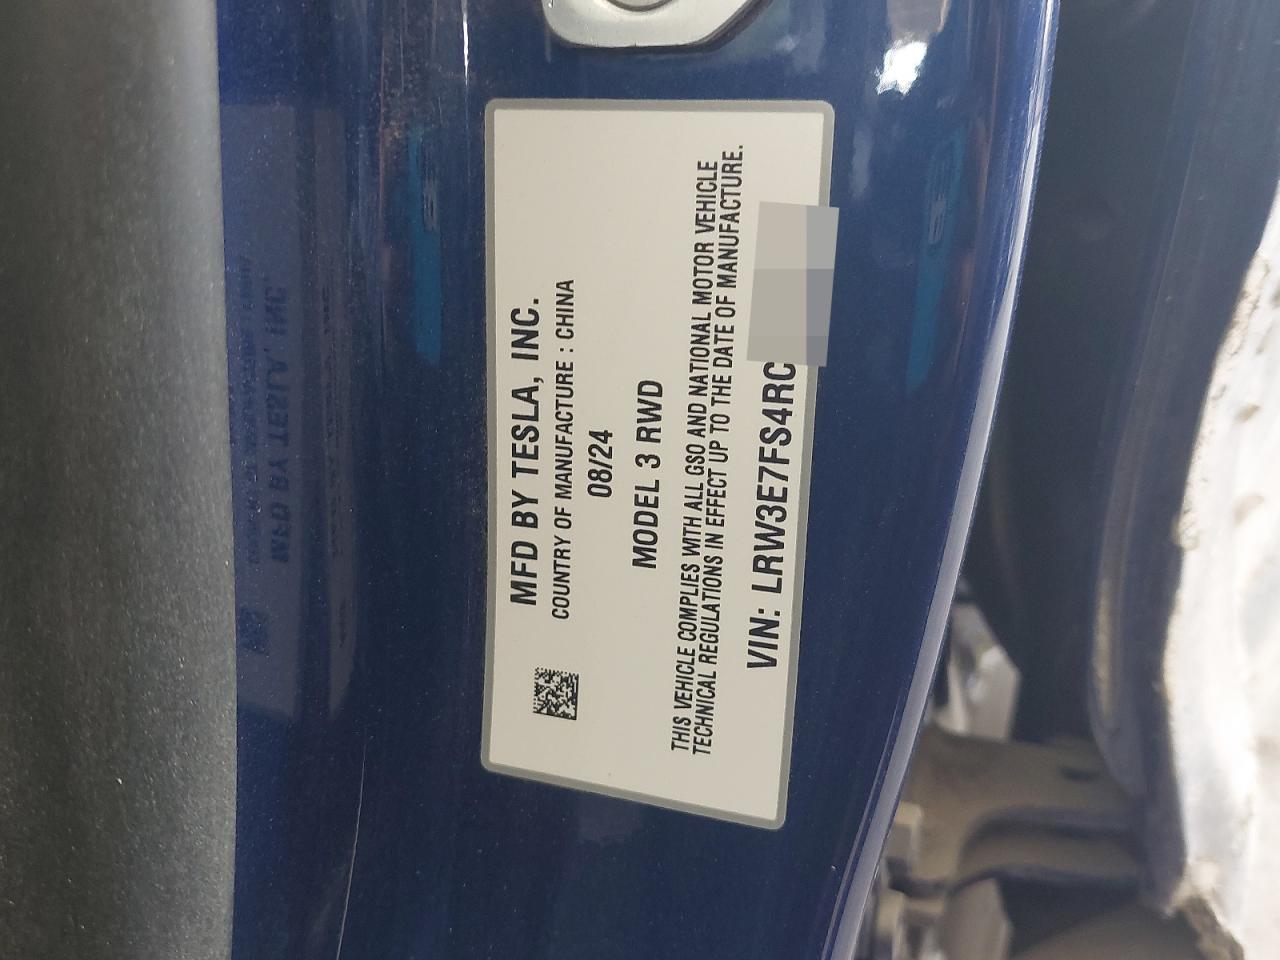 MFD BY TESLA, INC.
COUNTRY OF MANUFACTURE : CHINA
08/24
MODEL 3 RWD
THIS VEHICLE COMPLIES WITH ALL GSO AND NATIONAL MOTOR VEHICLE
TECHNICAL REGULATIONS IN EFFECT UP TO THE DATE OF MANUFACTURE.
VIN: LRW3E7FS4RC